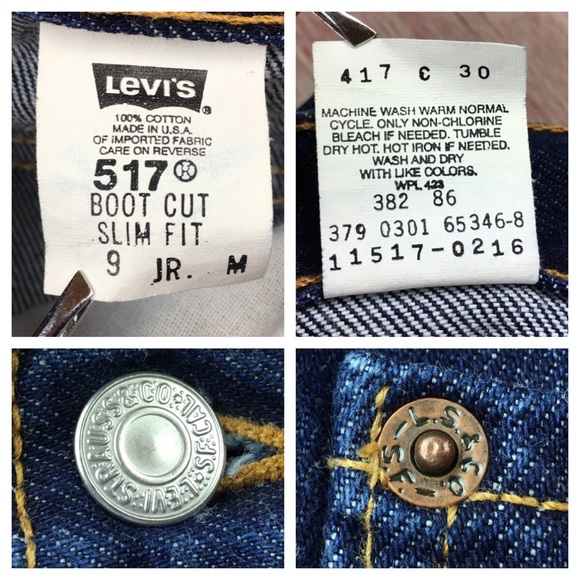 Levi's ®
100% COTTON
MADE IN U.S.A.
OF IMPORTED FABRIC
CARE ON REVERSE
517
BOOT CUT
SLIM FIT
9 JR. M
417 C 30
MACHINE WASH WARM NORMAL
CYCLE. ONLY NON-CHLORINE
BLEACH IF NEEDED. TUMBLE
DRY HOT. HOT IRON IF NEEDED.
WASH AND DRY
WITH LIKE COLORS.
WPL 423
382 86
379 0301 65346-8
11517-0216
LEVI STRAUSS & CO CAL SF
L.S. & CO.